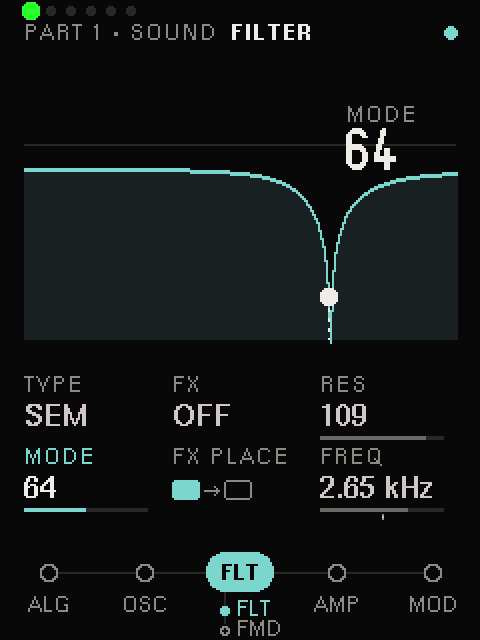 PART 1 · SOUND FILTER
MODE
64
TYPE FX RES
SEM OFF 109
MODE FX PLACE FREQ
64 → 2.65 kHz
FLT
ALG OSC FLT AMP MOD
FMD